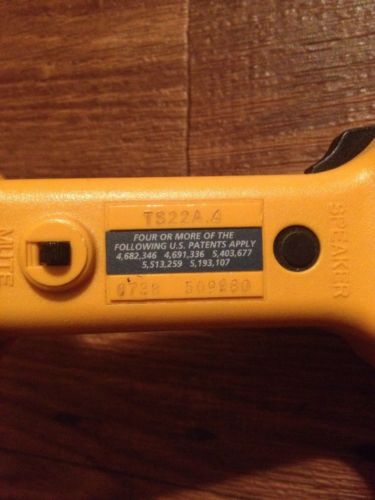 TS22A.4
FOUR OR MORE OF THE
FOLLOWING U.S. PATENTS APPLY
4,682,346 4,691,336 5,403,677
5,513,259 5,193,107
MUTE
SPEAKER